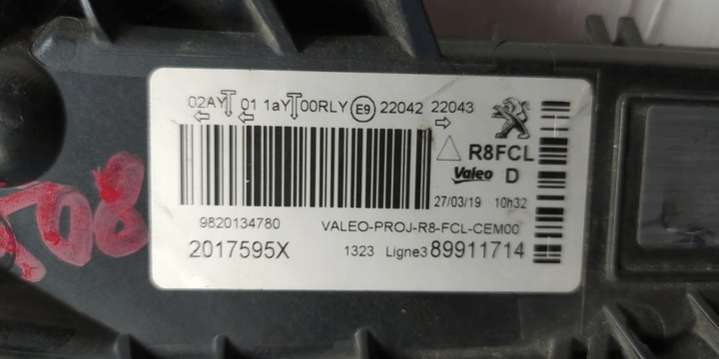 02AY 01 1aY 00RLY E9 22042 22043
R8FCL
Valeo D
27/03/19 10h32
9820134780 VALEO-PROJ-R8-FCL-CEM00
2017595X 1323 Ligne3 89911714
508